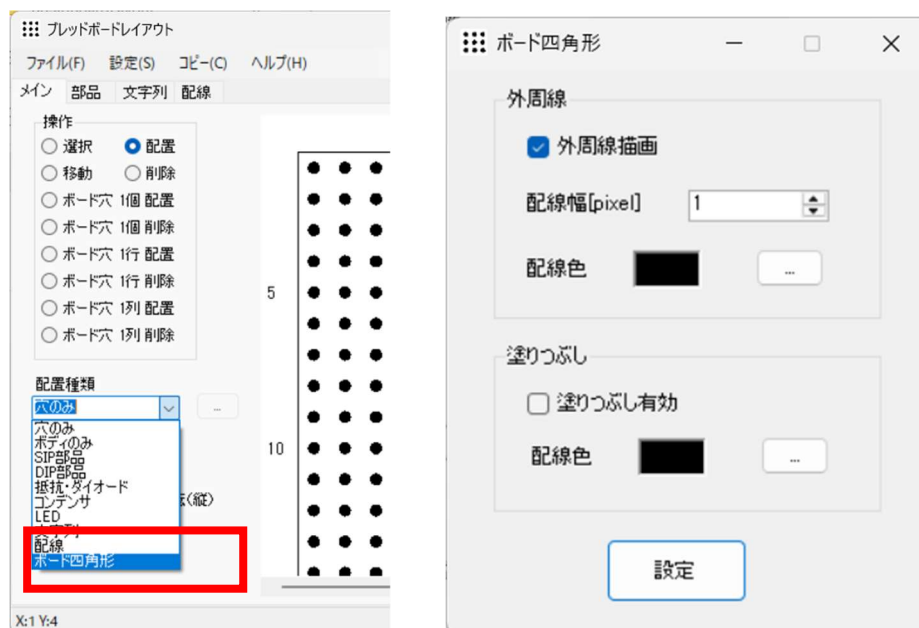 ブレッドボードレイアウト
ファイル(F) 設定(S) コピー(C) ヘルプ(H)
メイン 部品 文字列 配線
操作
選択 配置
移動 削除
ボード穴 1個 配置
ボード穴 1個 削除
ボード穴 1行 配置
ボード穴 1行 削除
ボード穴 1列 配置
ボード穴 1列 削除
5
10
配置種類
穴のみ
...
穴のみ
ボディのみ
SIP部品
DIP部品
抵抗・ダイオード
コンデンサ
(縦)
LED
文字列
配線
ボード四角形
X:1 Y:4
ボード四角形
外周線
外周線描画
配線幅[pixel] 1
配線色 ...
塗りつぶし
塗りつぶし有効
配線色 ...
設定